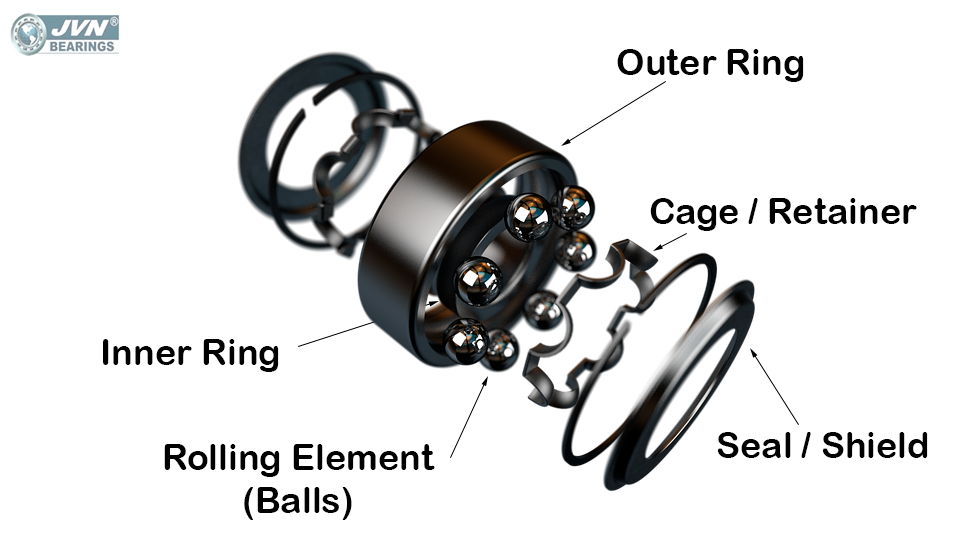 JVN®
BEARINGS
Outer Ring
Cage / Retainer
Inner Ring
Seal / Shield
Rolling Element
(Balls)